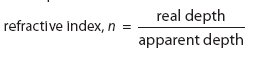 refractive index, n = real depth / apparent depth